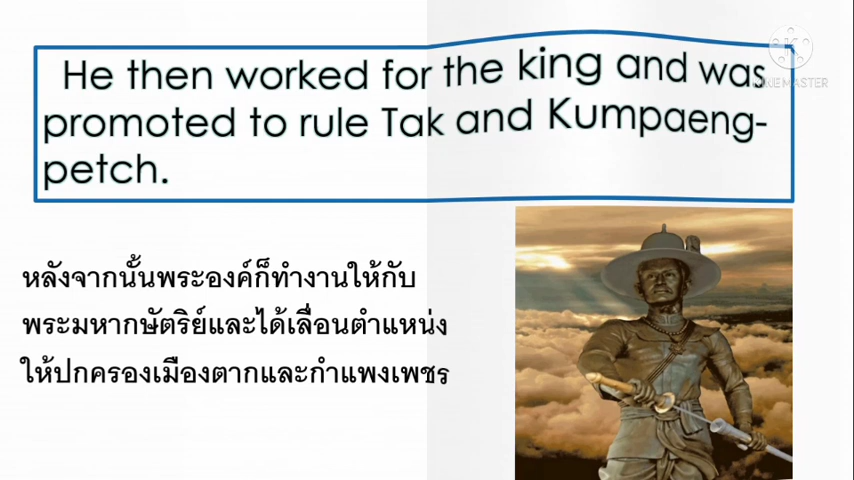 He then worked for the king and was
promoted to rule Tak and Kumpaeng-
petch.
หลังจากนั้นพระองค์ก็ทำงานให้กับ
พระมหากษัตริย์และได้เลื่อนตำแหน่ง
ให้ปกครองเมืองตากและกำแพงเพชร
K
KINEMASTER